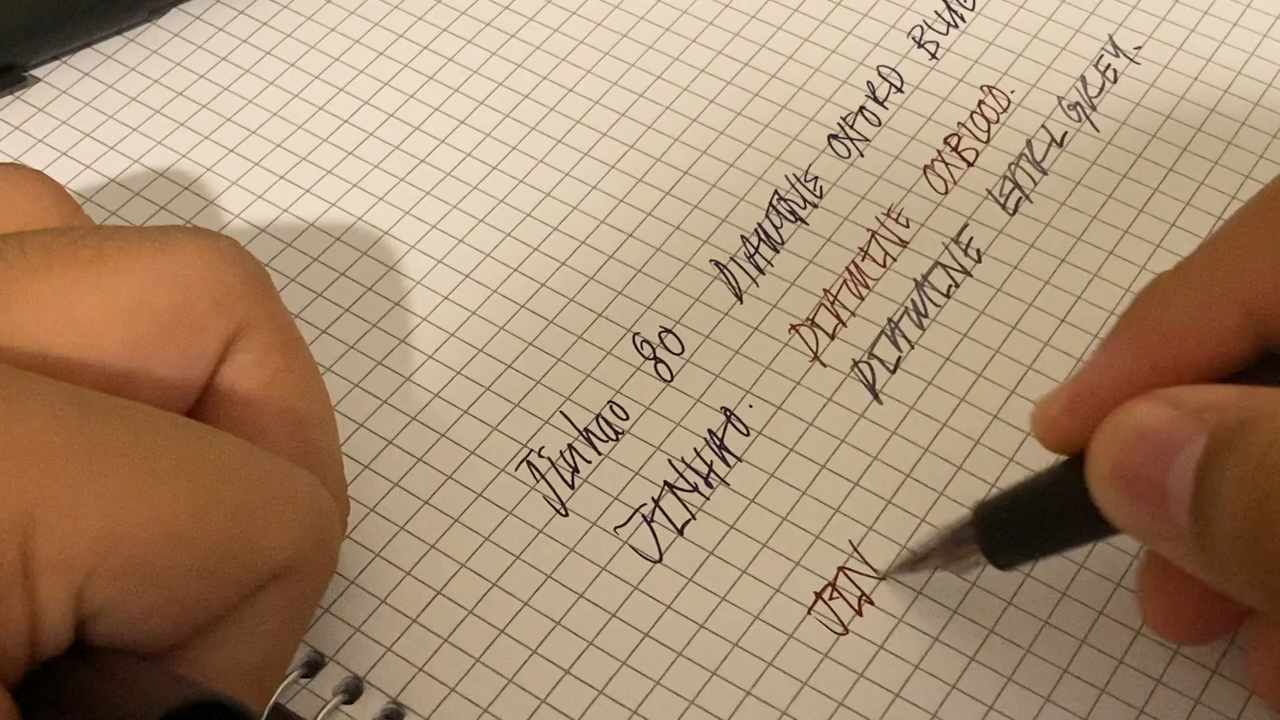 Jinhao 80 DIAMINE OXFORD BLUE
DIAMINE OXBLOOD.
DIAMINE EARL GREY.
JINHAO.
JIN